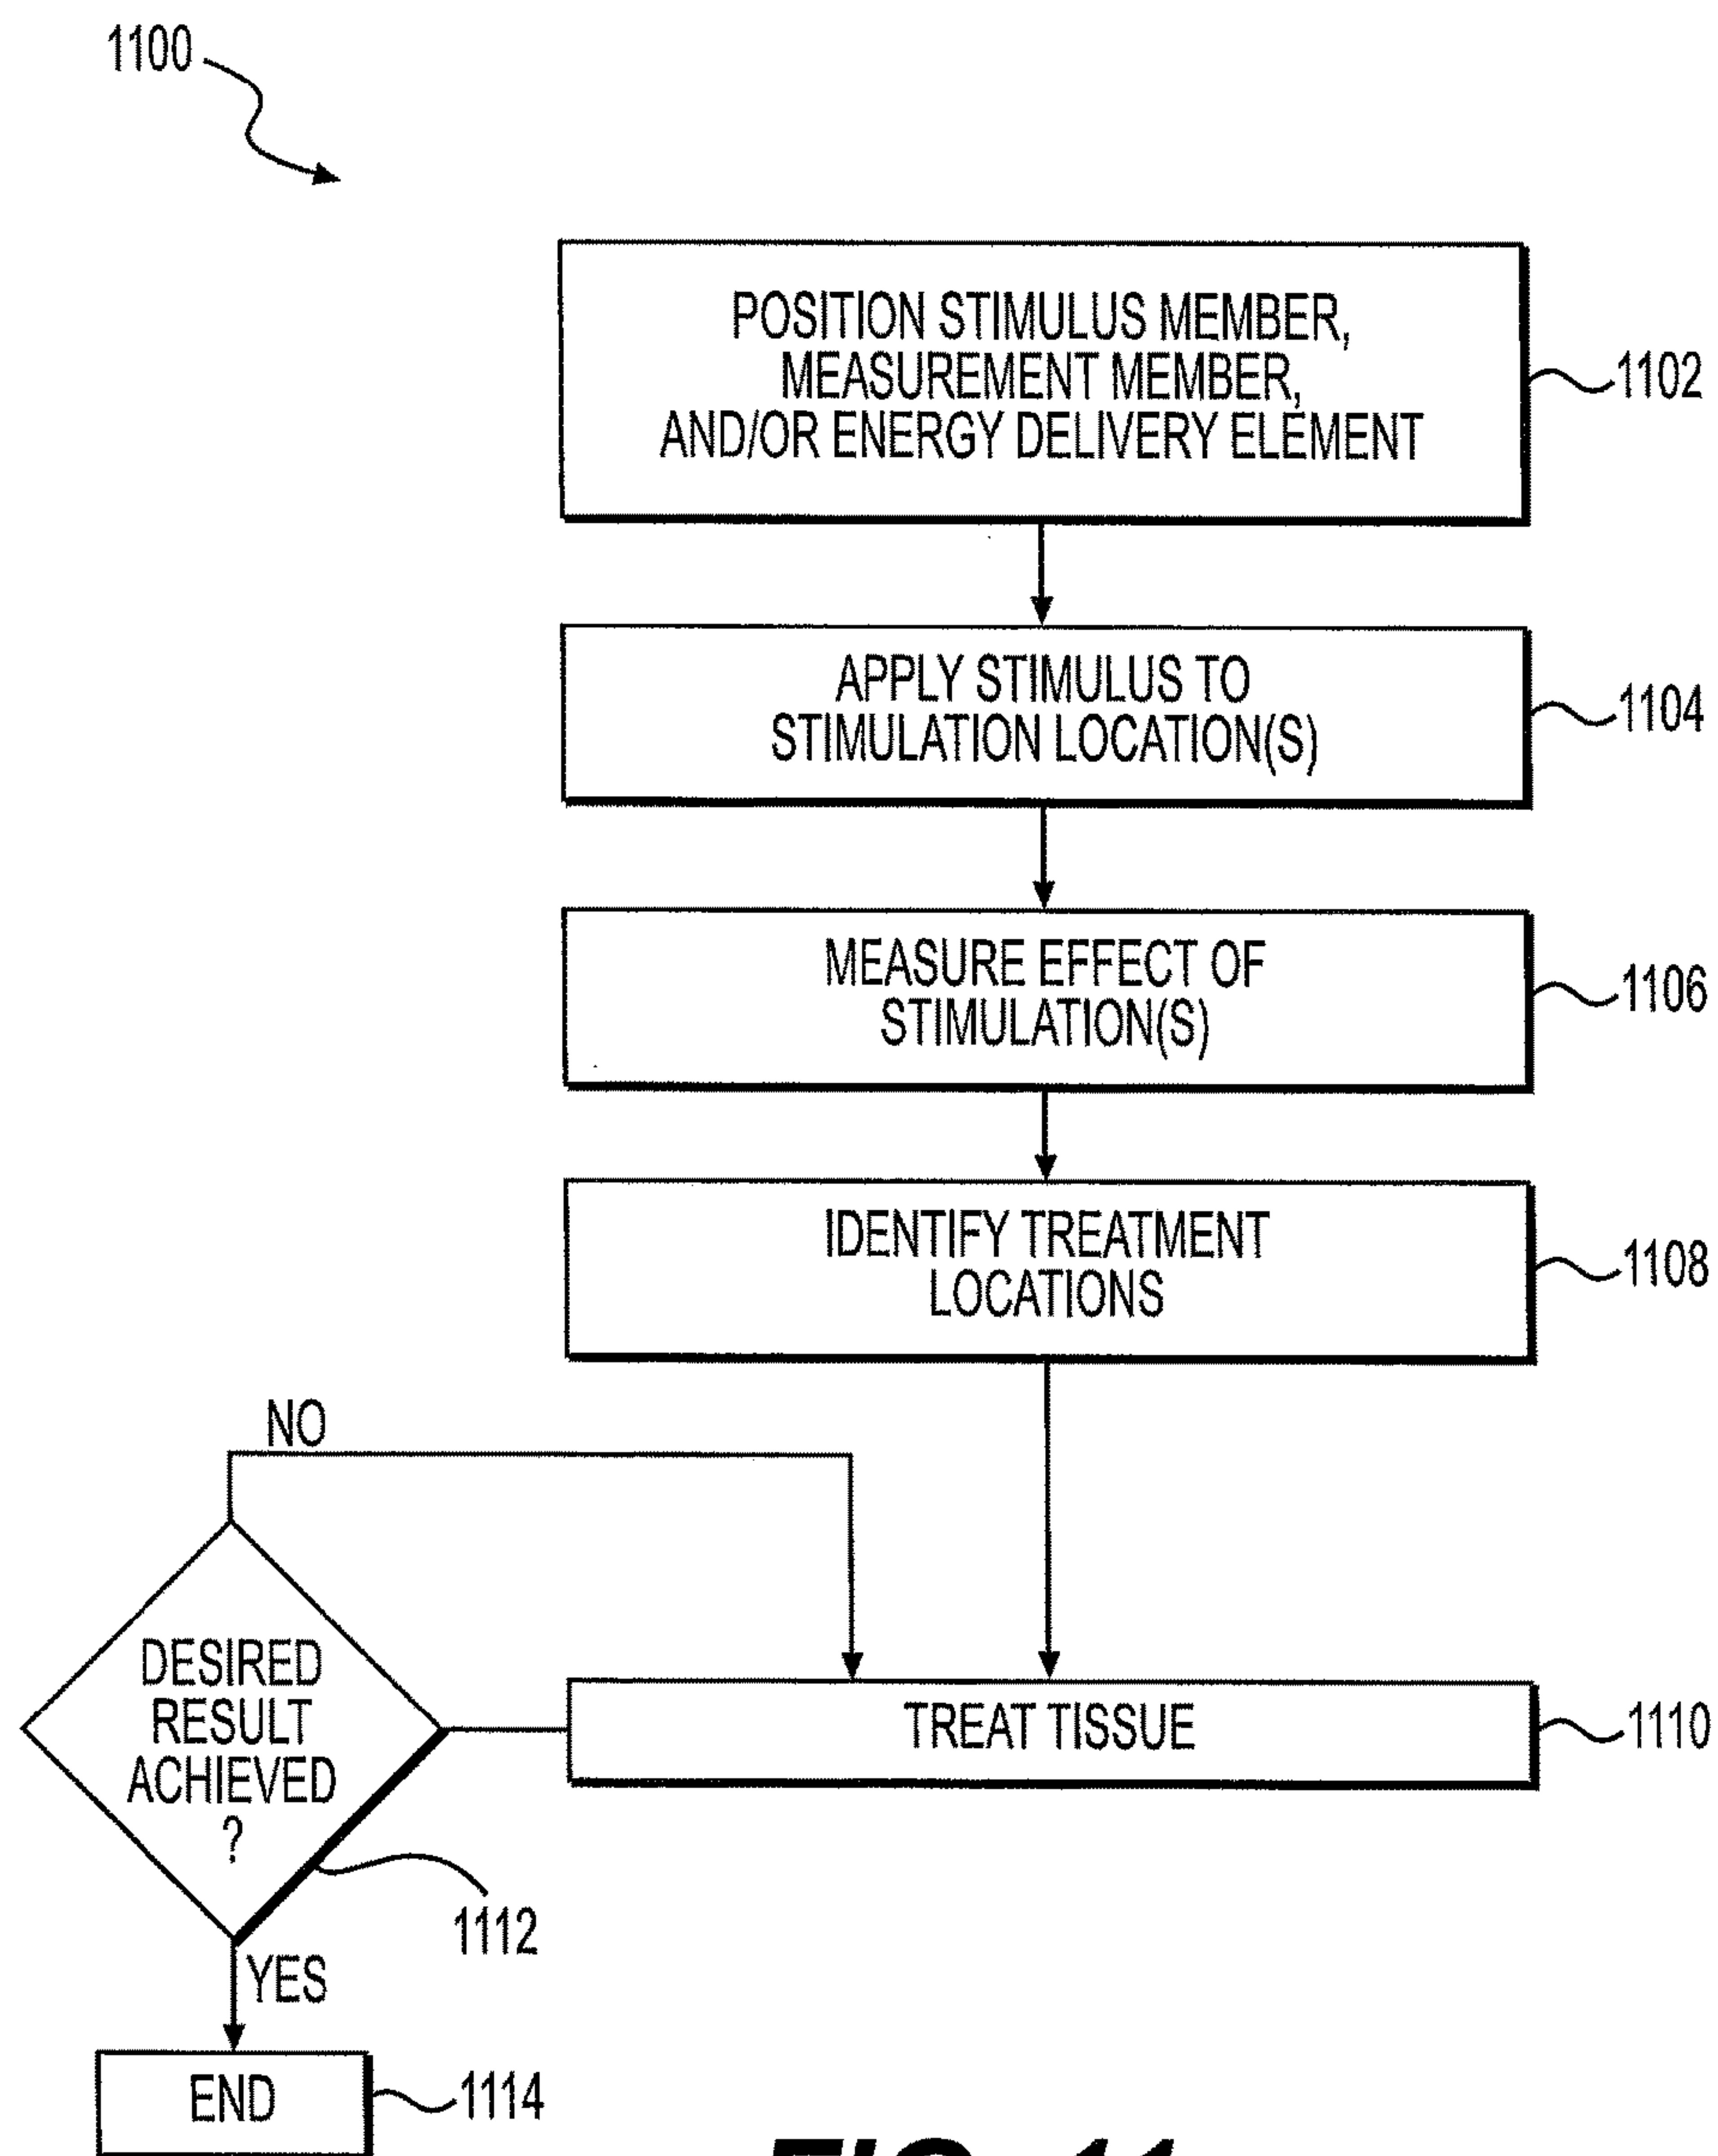 1100
POSITION STIMULUS MEMBER,
MEASUREMENT MEMBER,
AND/OR ENERGY DELIVERY ELEMENT
1102
APPLY STIMULUS TO
STIMULATION LOCATION(S)
1104
MEASURE EFFECT OF
STIMULATION(S)
1106
IDENTIFY TREATMENT
LOCATIONS
1108
NO
DESIRED
RESULT
ACHIEVED
?
TREAT TISSUE
1110
1112
YES
END
1114
FIG. 11